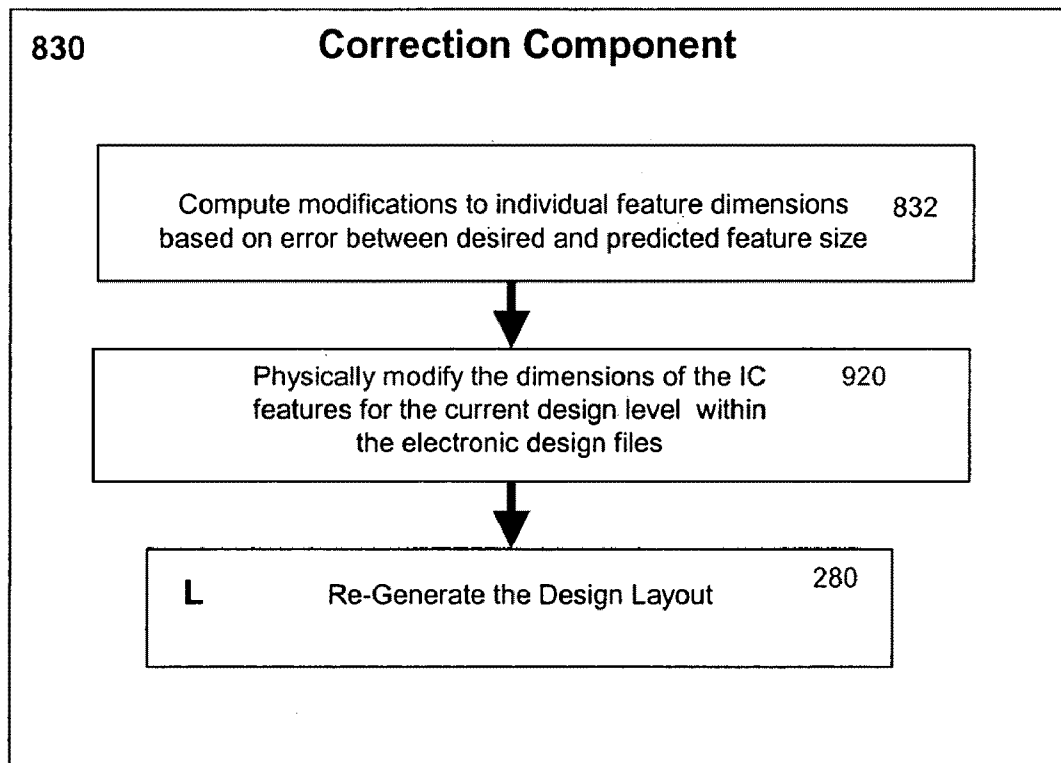 830 Correction Component
Compute modifications to individual feature dimensions 832
based on error between desired and predicted feature size
Physically modify the dimensions of the IC 920
features for the current design level within
the electronic design files
L Re-Generate the Design Layout 280